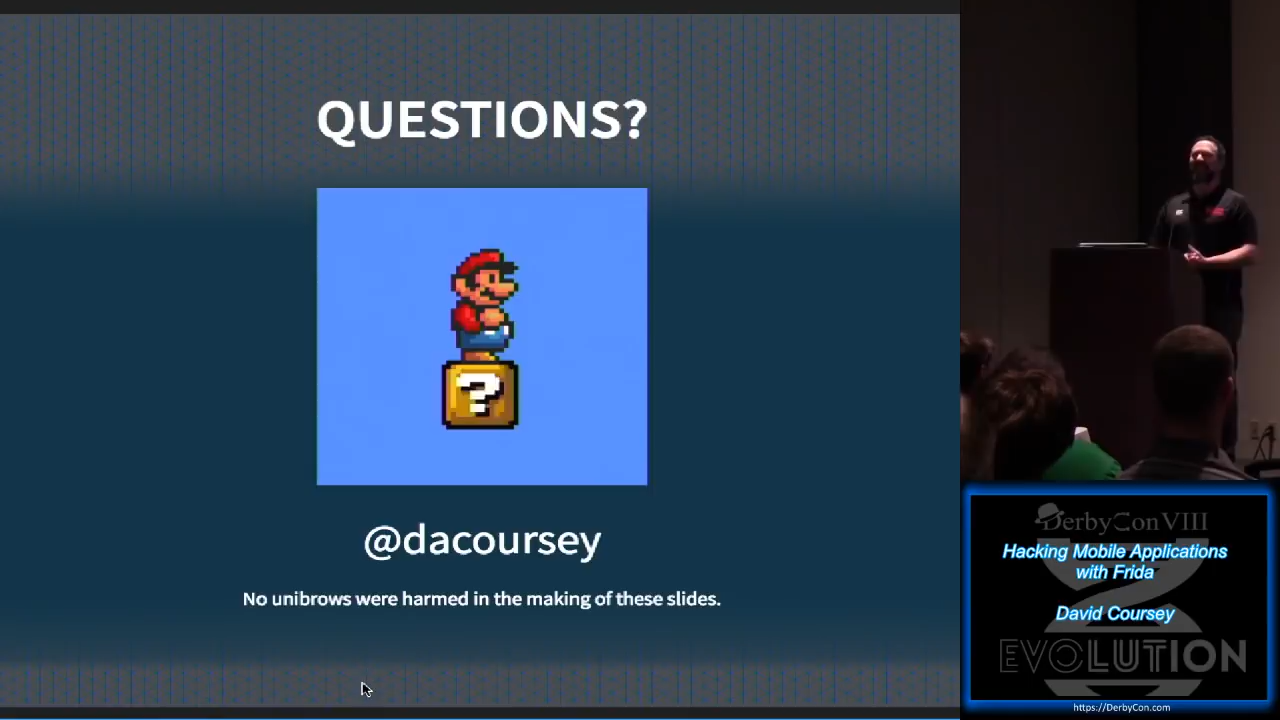 QUESTIONS?
?
@dacoursey
No unibrows were harmed in the making of these slides.
DerbyCon VIII
Hacking Mobile Applications
with Frida
David Coursey
EVOLUTION
https://DerbyCon.com